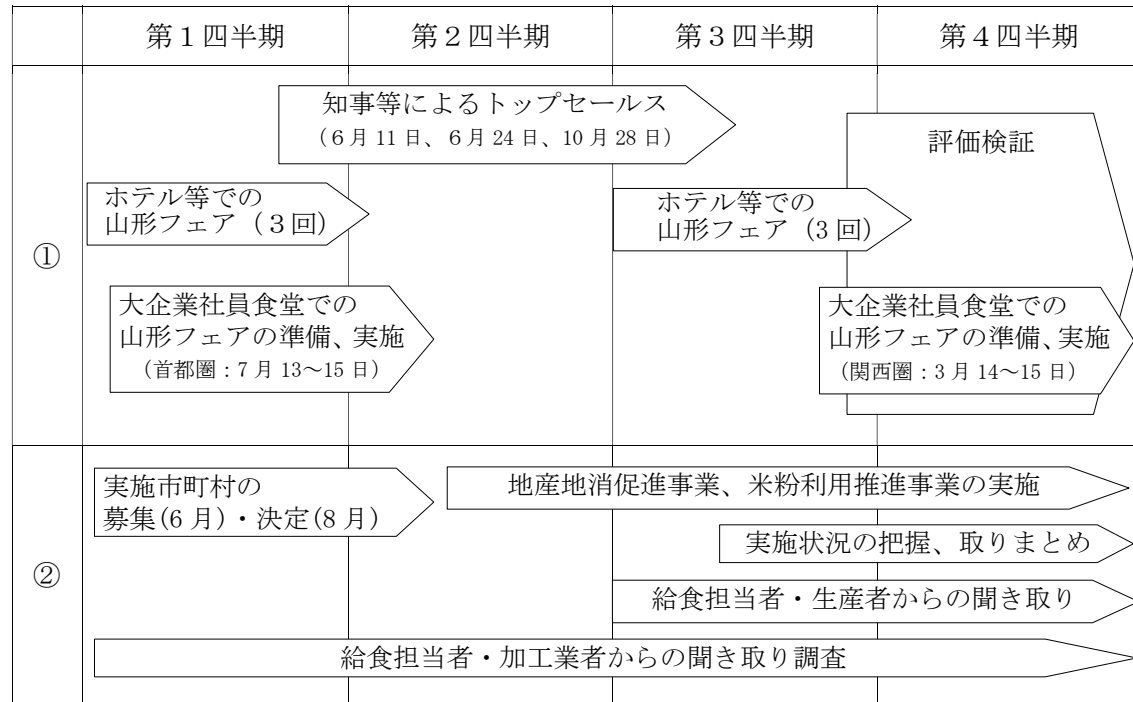 第１四半期
第２四半期
第３四半期
第４四半期
①
知事等によるトップセールス
（６月 11 日、６月 24 日、10 月 28 日）
評価検証
ホテル等での
山形フェア（３回）
ホテル等での
山形フェア（3 回）
大企業社員食堂での
山形フェアの準備、実施
（首都圏：７月 13～15 日）
大企業社員食堂での
山形フェアの準備、実施
（関西圏：３月 14～15 日）
②
実施市町村の
募集(6 月)・決定(8 月)
地産地消促進事業、米粉利用推進事業の実施
実施状況の把握、取りまとめ
給食担当者・生産者からの聞き取り
給食担当者・加工業者からの聞き取り調査